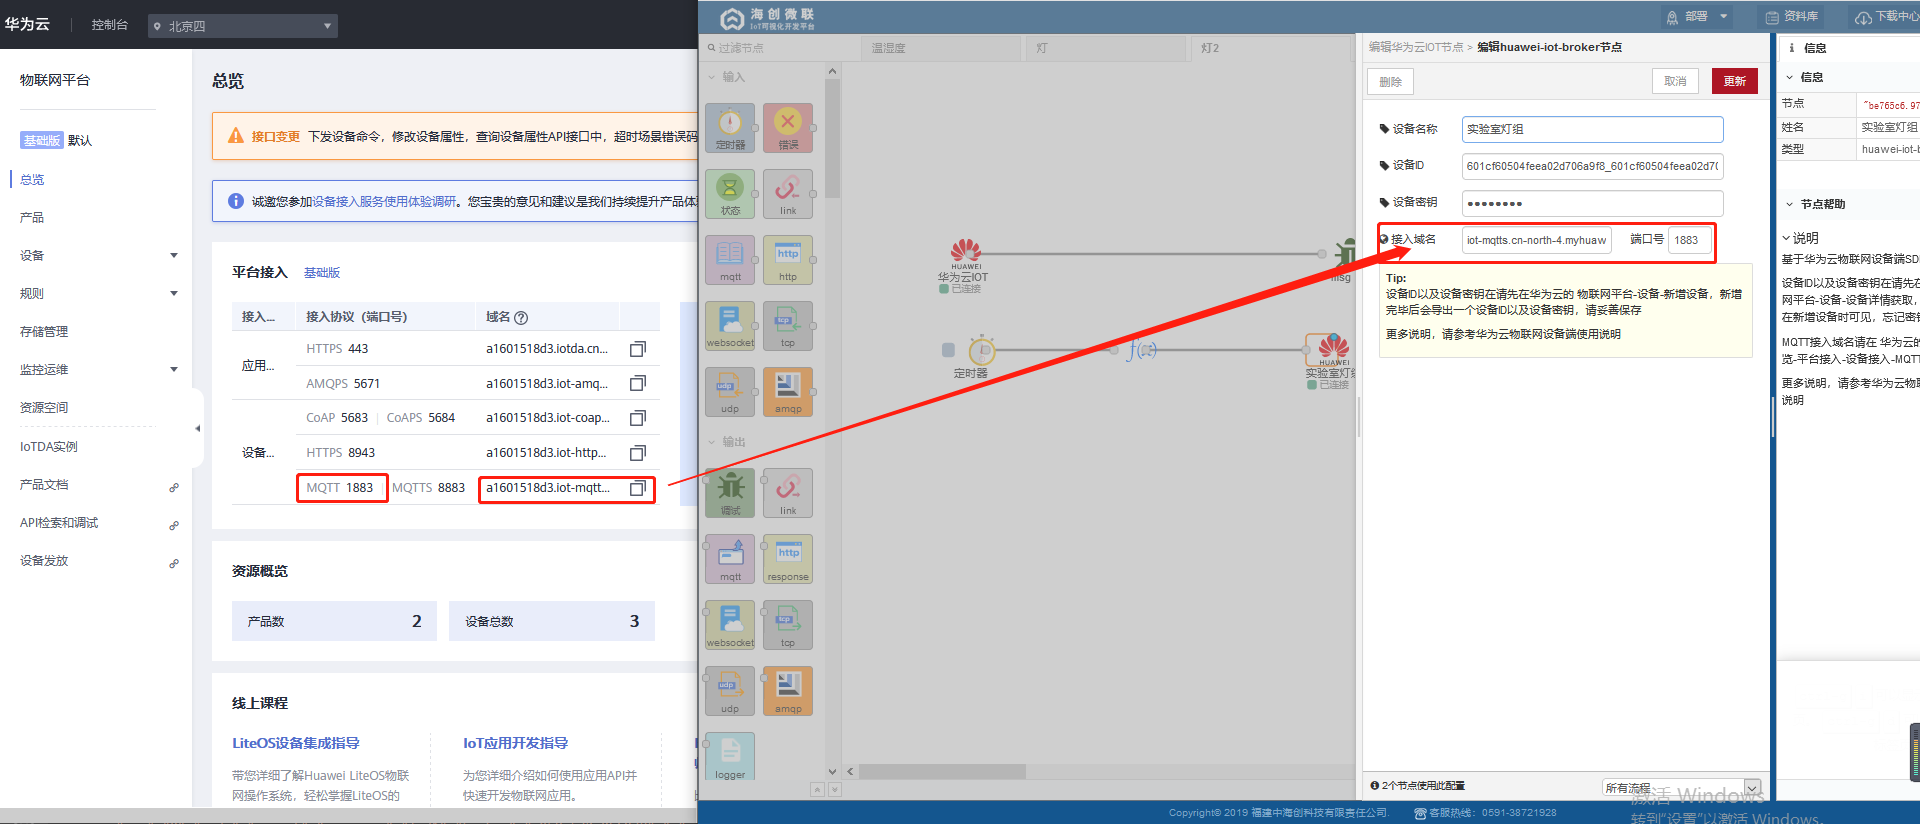 华为云
控制台
北京四
物联网平台
基础版 默认
总览
产品
设备
规则
存储管理
监控运维
资源空间
IoTDA实例
产品文档
API检索和调试
设备发放
总览
接口变更 下发设备命令，修改设备属性，查询设备属性API接口中，超时场景错误码
诚邀您参加设备接入服务使用体验调研。您宝贵的意见和建议是我们持续提升产品体
平台接入 基础版
接入... 接入协议（端口号） 域名
应用... HTTPS 443 a1601518d3.iotda.cn...
AMQPS 5671 a1601518d3.iot-amq...
设备... CoAP 5683 CoAPS 5684 a1601518d3.iot-coap...
HTTPS 8943 a1601518d3.iot-http...
MQTT 1883 MQTTS 8883 a1601518d3.iot-mqtt...
资源概览
产品数 2 设备总数 3
线上课程
LiteOS设备集成指导
带您详细了解Huawei LiteOS物联
网操作系统，轻松掌握LiteOS的
IoT应用开发指导
为您详细介绍如何使用应用API并
快速开发物联网应用。
海创微联
IoT可视化开发平台
部署 资料库 下载中心
过滤节点 温湿度 灯 灯2
输入
定时器 错误
状态 link
mqtt http
websocket tcp
udp amqp
输出
调试 link
mqtt response
websocket tcp
udp amqp
logger
HUAWEI
华为云IOT
已连接
msg
定时器
HUAWEI
实验室灯组
已连接
编辑华为云IOT节点 > 编辑huawei-iot-broker节点
删除 取消 更新
设备名称 实验室灯组
设备ID 601cf60504feea02d706a9f8_601cf60504feea02d70
设备密钥 ••••••••
接入域名 iot-mqtts.cn-north-4.myhuaw 端口号 1883
Tip:
设备ID以及设备密钥在请先在华为云的 物联网平台-设备-新增设备，新增
完毕后会导出一个设备ID以及设备密钥，请妥善保存
更多说明，请参考华为云物联网设备端使用说明
2个节点使用此配置 所有流程
信息
信息
节点 "be765c6.97
姓名 实验室灯组
类型 huawei-iot-b
节点帮助
说明
基于华为云物联网设备端SD
设备ID以及设备密钥在请先在
网平台-设备-设备详情获取，
在新增设备时可见，忘记密钥
MQTT接入域名请在 华为云的
览-平台接入-设备接入-MQT
更多说明，请参考华为云物联
说明
激活 Windows
转到"设置"以激活 Windows。
Copyright© 2019 福建中海创科技有限责任公司. 客服热线：0591-38721928